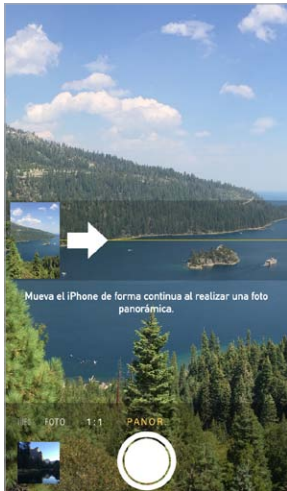 Mueva el iPhone de forma continua al realizar una foto
panorámica.
FOTO 1:1 PANOR.